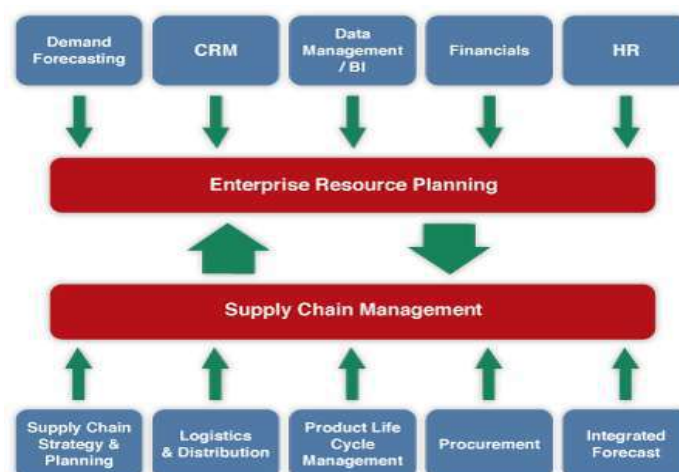 Demand
Forecasting
CRM
Data
Management
/ BI
Financials
HR
Enterprise Resource Planning
Supply Chain Management
Supply Chain
Strategy &
Planning
Logistics
& Distribution
Product Life
Cycle
Management
Procurement
Integrated
Forecast